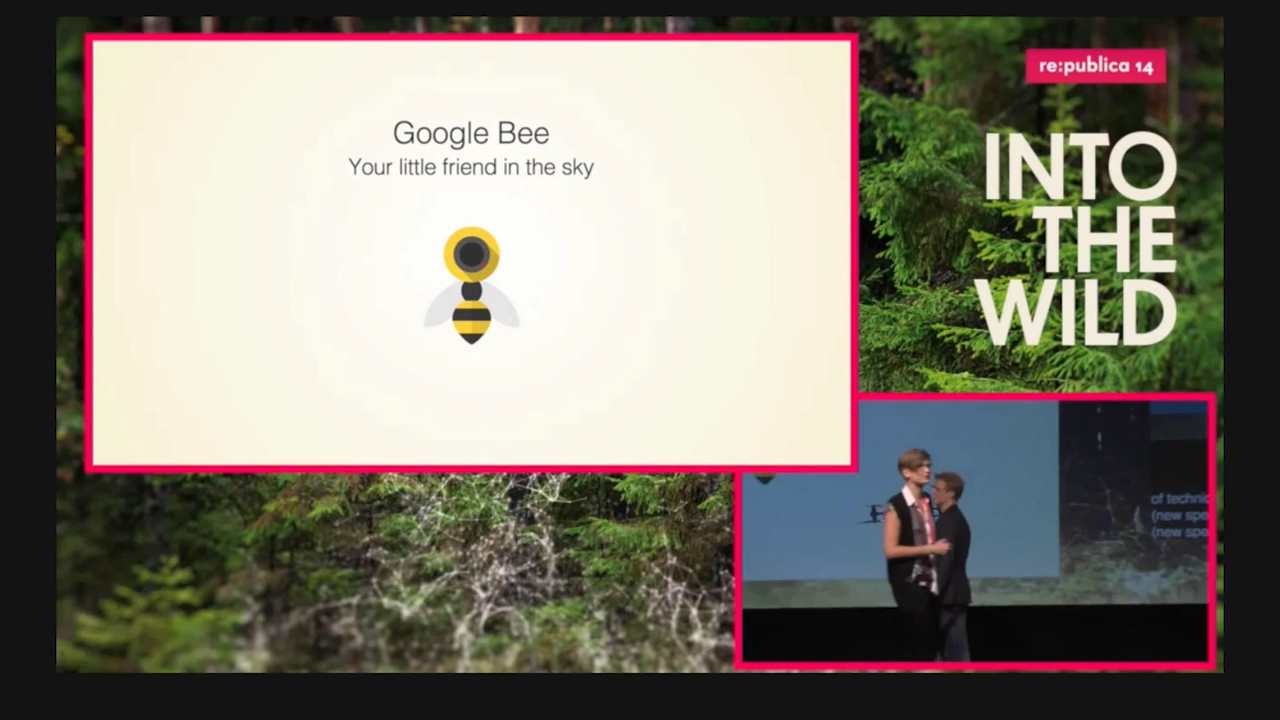 Google Bee
Your little friend in the sky
re:publica 14
INTO
THE
WILD
of technic
(new spe
(new spe